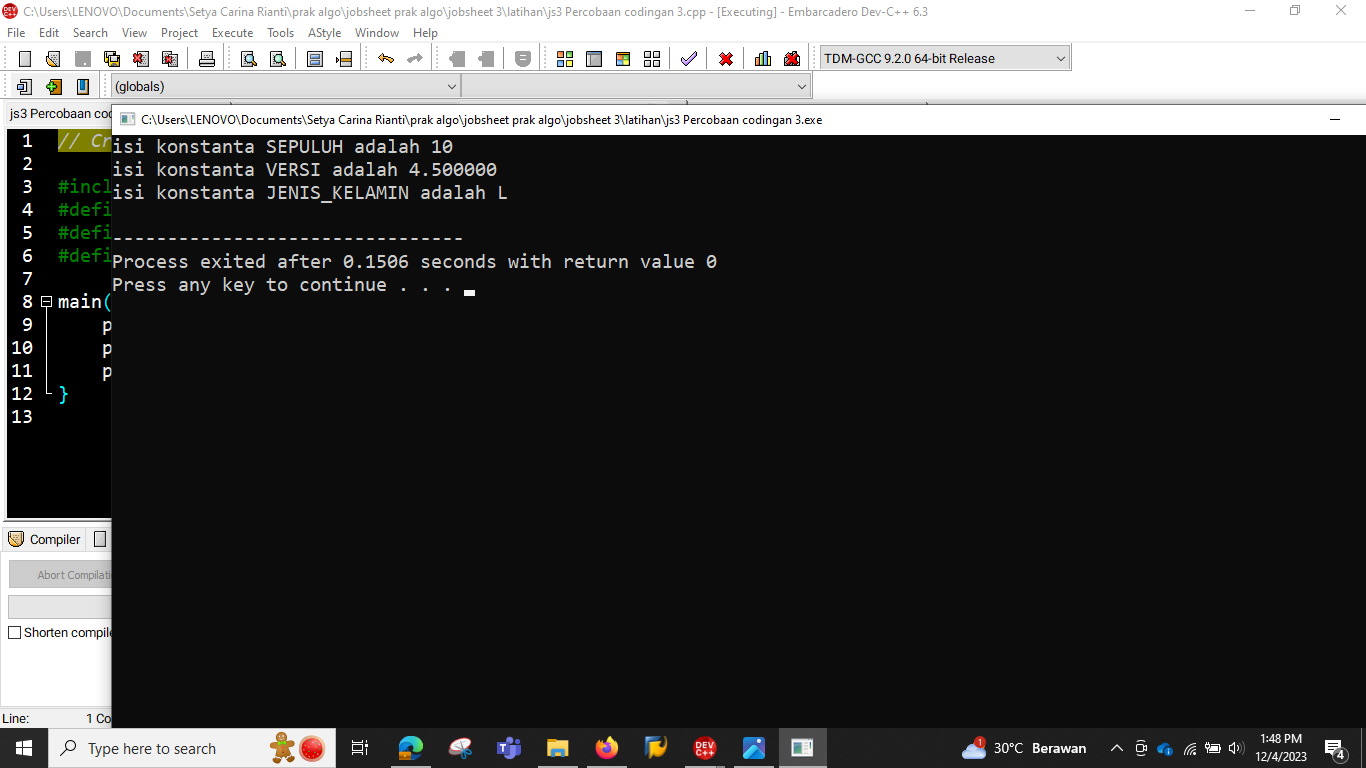 C:\Users\LENOVO\Documents\Setya Carina Rianti\prak algo\jobsheet prak algo\jobsheet 3\latihan\js3 Percobaan codingan 3.cpp - [Executing] - Embarcadero Dev-C++ 6.3
File Edit Search View Project Execute Tools AStyle Window Help
TDM-GCC 9.2.0 64-bit Release
(globals)
js3 Percobaan coc
C:\Users\LENOVO\Documents\Setya Carina Rianti\prak algo\jobsheet prak algo\jobsheet 3\latihan\js3 Percobaan codingan 3.exe
1 // Cr
2
3 #incl
4 #defi
5 #defi
6 #defi
7
8 main(
9 p
10 p
11 p
12 }
13
isi konstanta SEPULUH adalah 10
isi konstanta VERSI adalah 4.500000
isi konstanta JENIS_KELAMIN adalah L
--------------------------------
Process exited after 0.1506 seconds with return value 0
Press any key to continue . . .
Compiler
Abort Compilati
Shorten compile
Line: 1 Co
Type here to search
DEV C++
1
30°C Berawan
1:48 PM
12/4/2023
4